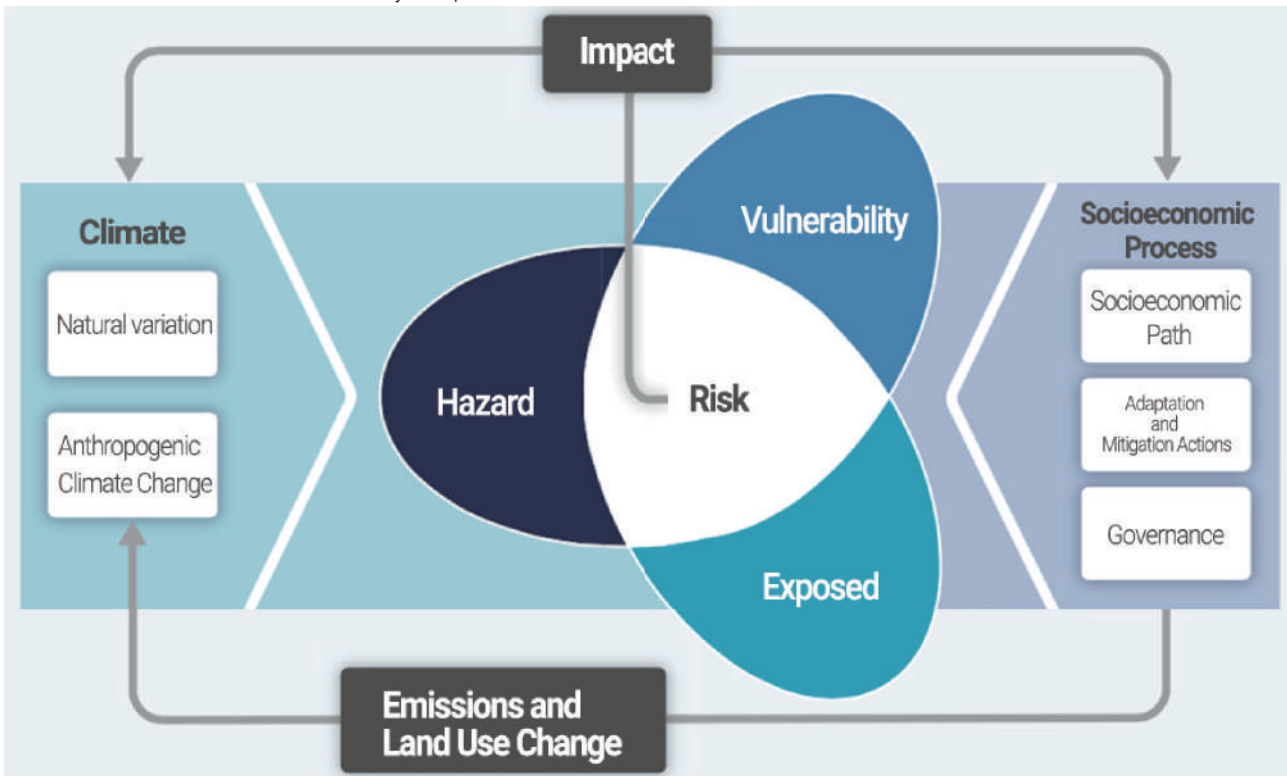 Impact
Climate
Natural variation
Anthropogenic
Climate Change
Hazard
Vulnerability
Risk
Exposed
Socioeconomic
Process
Socioeconomic
Path
Adaptation
and
Mitigation Actions
Governance
Emissions and
Land Use Change